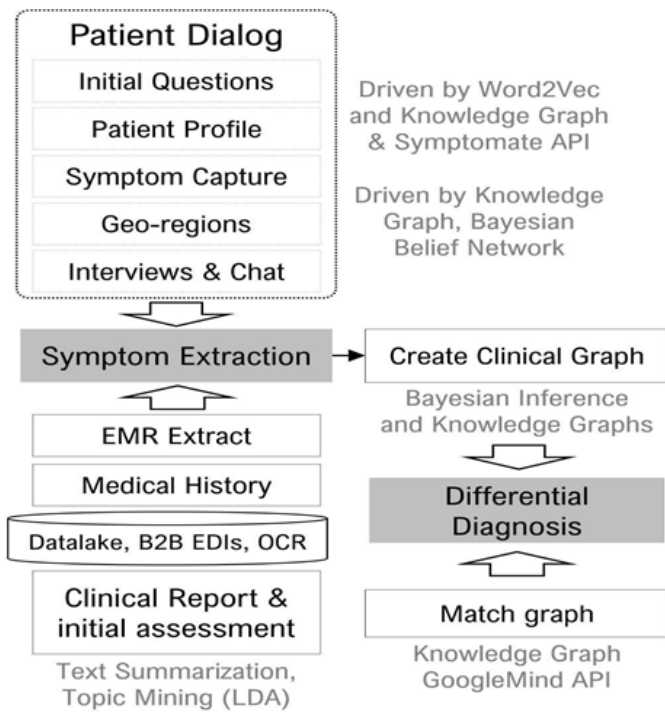 Patient Dialog
Initial Questions
Patient Profile
Symptom Capture
Geo-regions
Interviews & Chat
Driven by Word2Vec
and Knowledge Graph
& Symptomate API
Driven by Knowledge
Graph, Bayesian
Belief Network
Symptom Extraction
Create Clinical Graph
Bayesian Inference
and Knowledge Graphs
EMR Extract
Medical History
Datalake, B2B EDIs, OCR
Clinical Report &
initial assessment
Text Summarization,
Topic Mining (LDA)
Differential
Diagnosis
Match graph
Knowledge Graph
GoogleMind API